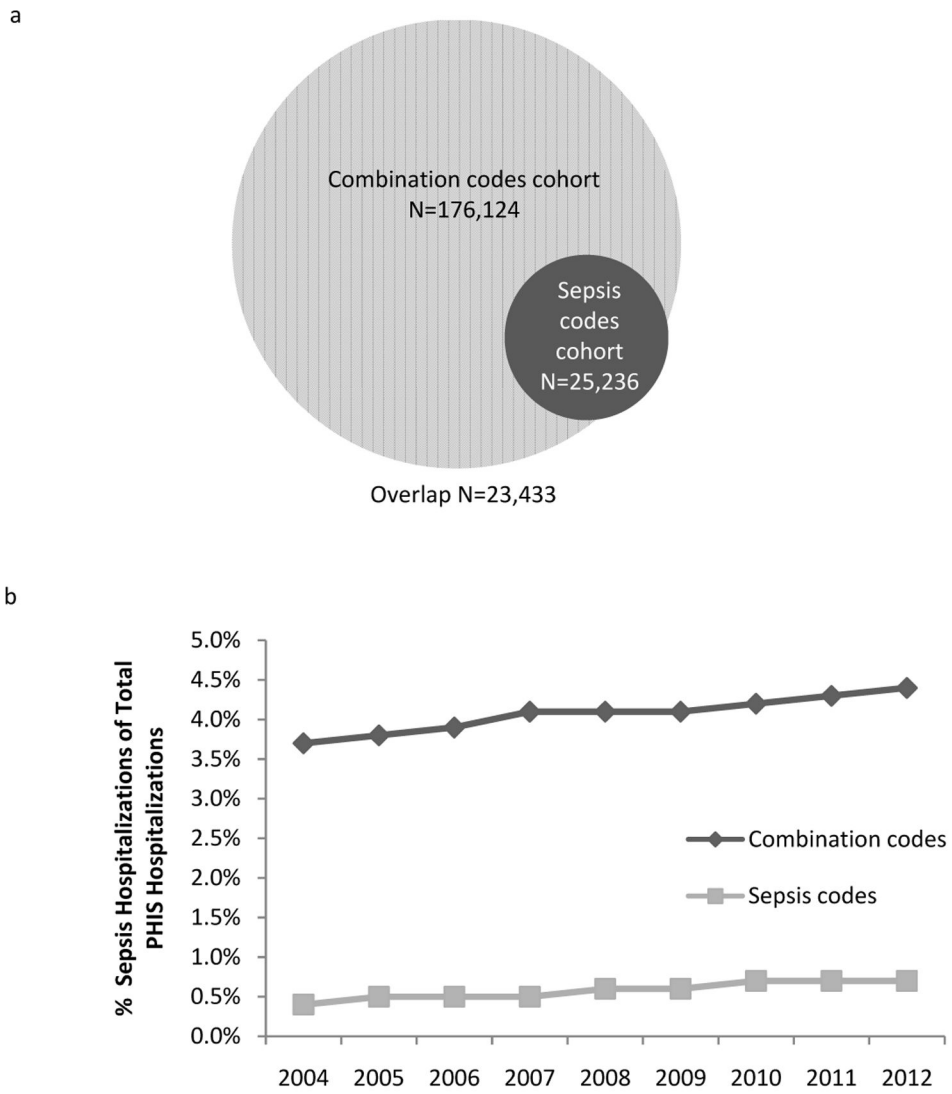 a
Combination codes cohort
N=176,124
Sepsis
codes
cohort
N=25,236
Overlap N=23,433
b
% Sepsis Hospitalizations of Total
PHIS Hospitalizations
5.0%
4.5%
4.0%
3.5%
3.0%
2.5%
2.0%
1.5%
1.0%
0.5%
0.0%
Combination codes
Sepsis codes
2004 2005 2006 2007 2008 2009 2010 2011 2012